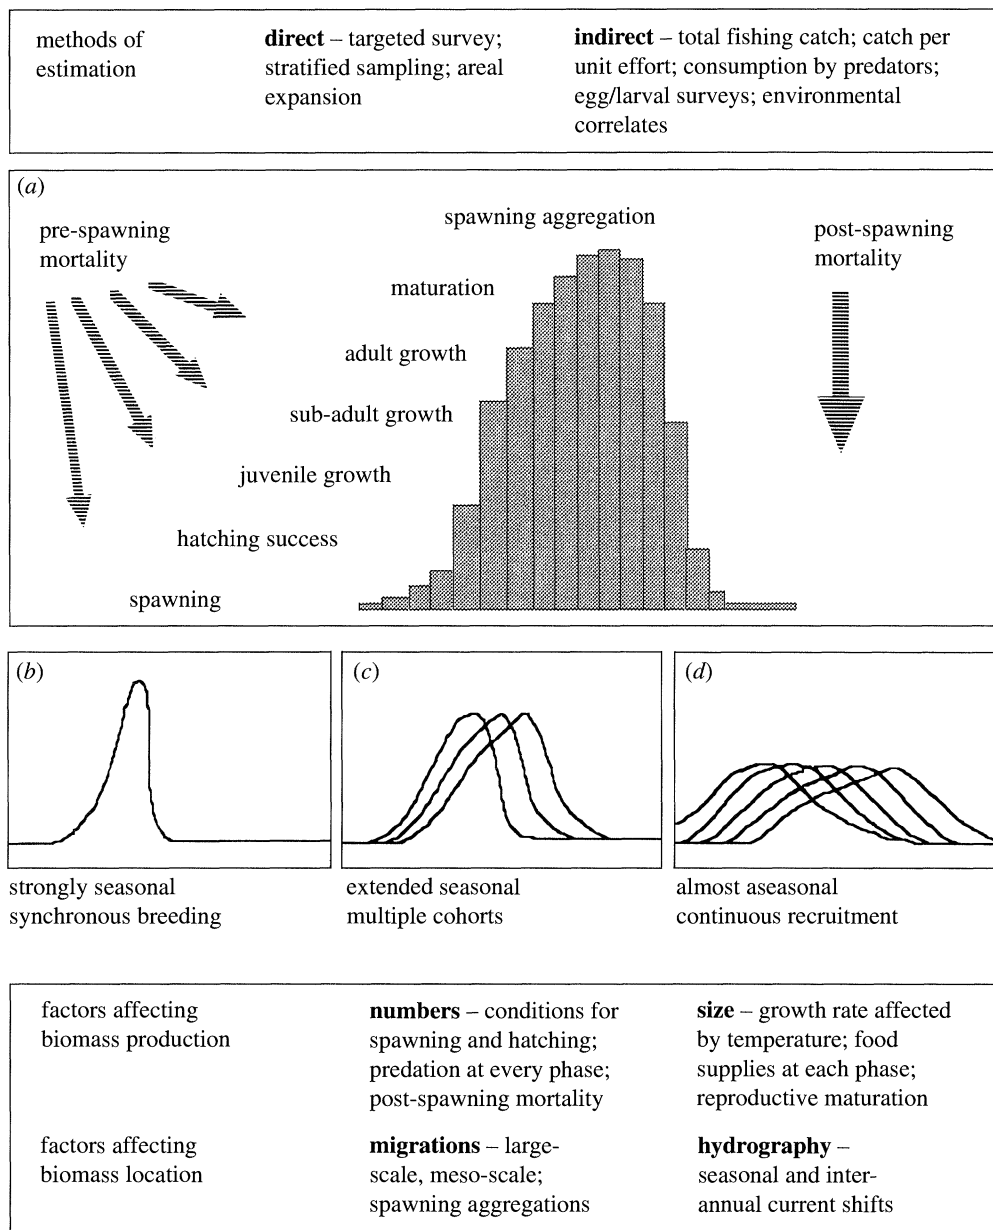 methods of
estimation
direct – targeted survey;
stratified sampling; areal
expansion
indirect – total fishing catch; catch per
unit effort; consumption by predators;
egg/larval surveys; environmental
correlates
(a)
pre-spawning
mortality
spawning aggregation
post-spawning
mortality
maturation
adult growth
sub-adult growth
juvenile growth
hatching success
spawning
(b)
strongly seasonal
synchronous breeding
(c)
extended seasonal
multiple cohorts
(d)
almost aseasonal
continuous recruitment
factors affecting
biomass production
numbers – conditions for
spawning and hatching;
predation at every phase;
post-spawning mortality
size – growth rate affected
by temperature; food
supplies at each phase;
reproductive maturation
factors affecting
biomass location
migrations – large-
scale, meso-scale;
spawning aggregations
hydrography –
seasonal and inter-
annual current shifts